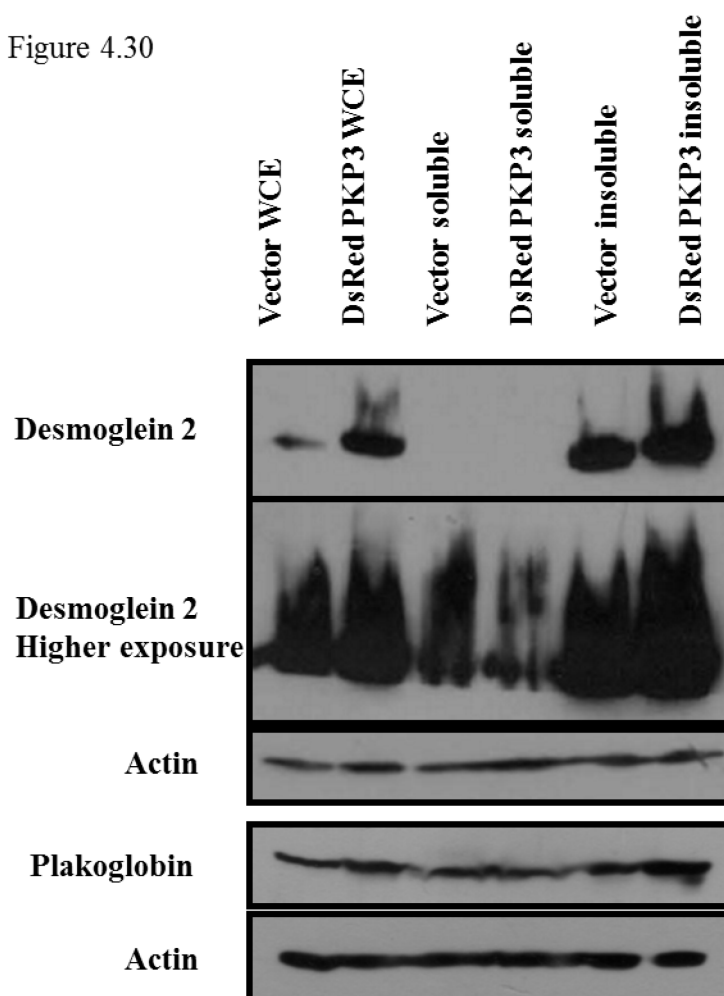 Figure 4.30
Vector WCE
DsRed PKP3 WCE
Vector soluble
DsRed PKP3 soluble
Vector insoluble
DsRed PKP3 insoluble
Desmoglein 2
Desmoglein 2
Higher exposure
Actin
Plakoglobin
Actin